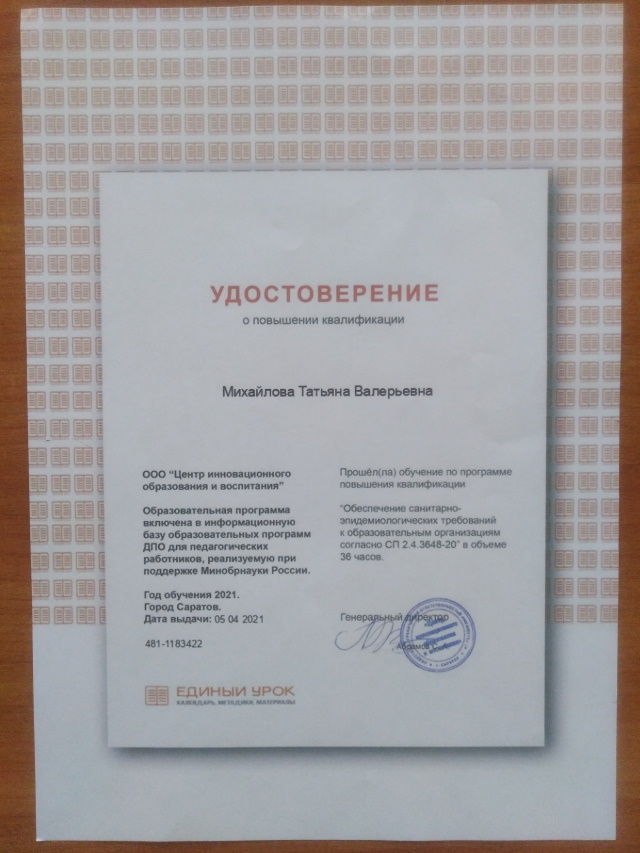 УДОСТОВЕРЕНИЕ
о повышении квалификации
Михайлова Татьяна Валерьевна
ООО "Центр инновационного
образования и воспитания"
Образовательная программа
включена в информационную
базу образовательных программ
ДПО для педагогических
работников, реализуемую при
поддержке Минобрнауки России.
Год обучения 2021.
Город Саратов.
Дата выдачи: 05 04 2021
481-1183422
Прошёл(ла) обучение по программе
повышения квалификации
"Обеспечение санитарно-
эпидемиологических требований
к образовательным организациям
согласно СП 2.4.3648-20" в объеме
36 часов.
Генеральный директор
Абрамов С.
ЕДИНЫЙ УРОК
КАЛЕНДАРЬ, МЕТОДИКИ, МАТЕРИАЛЫ